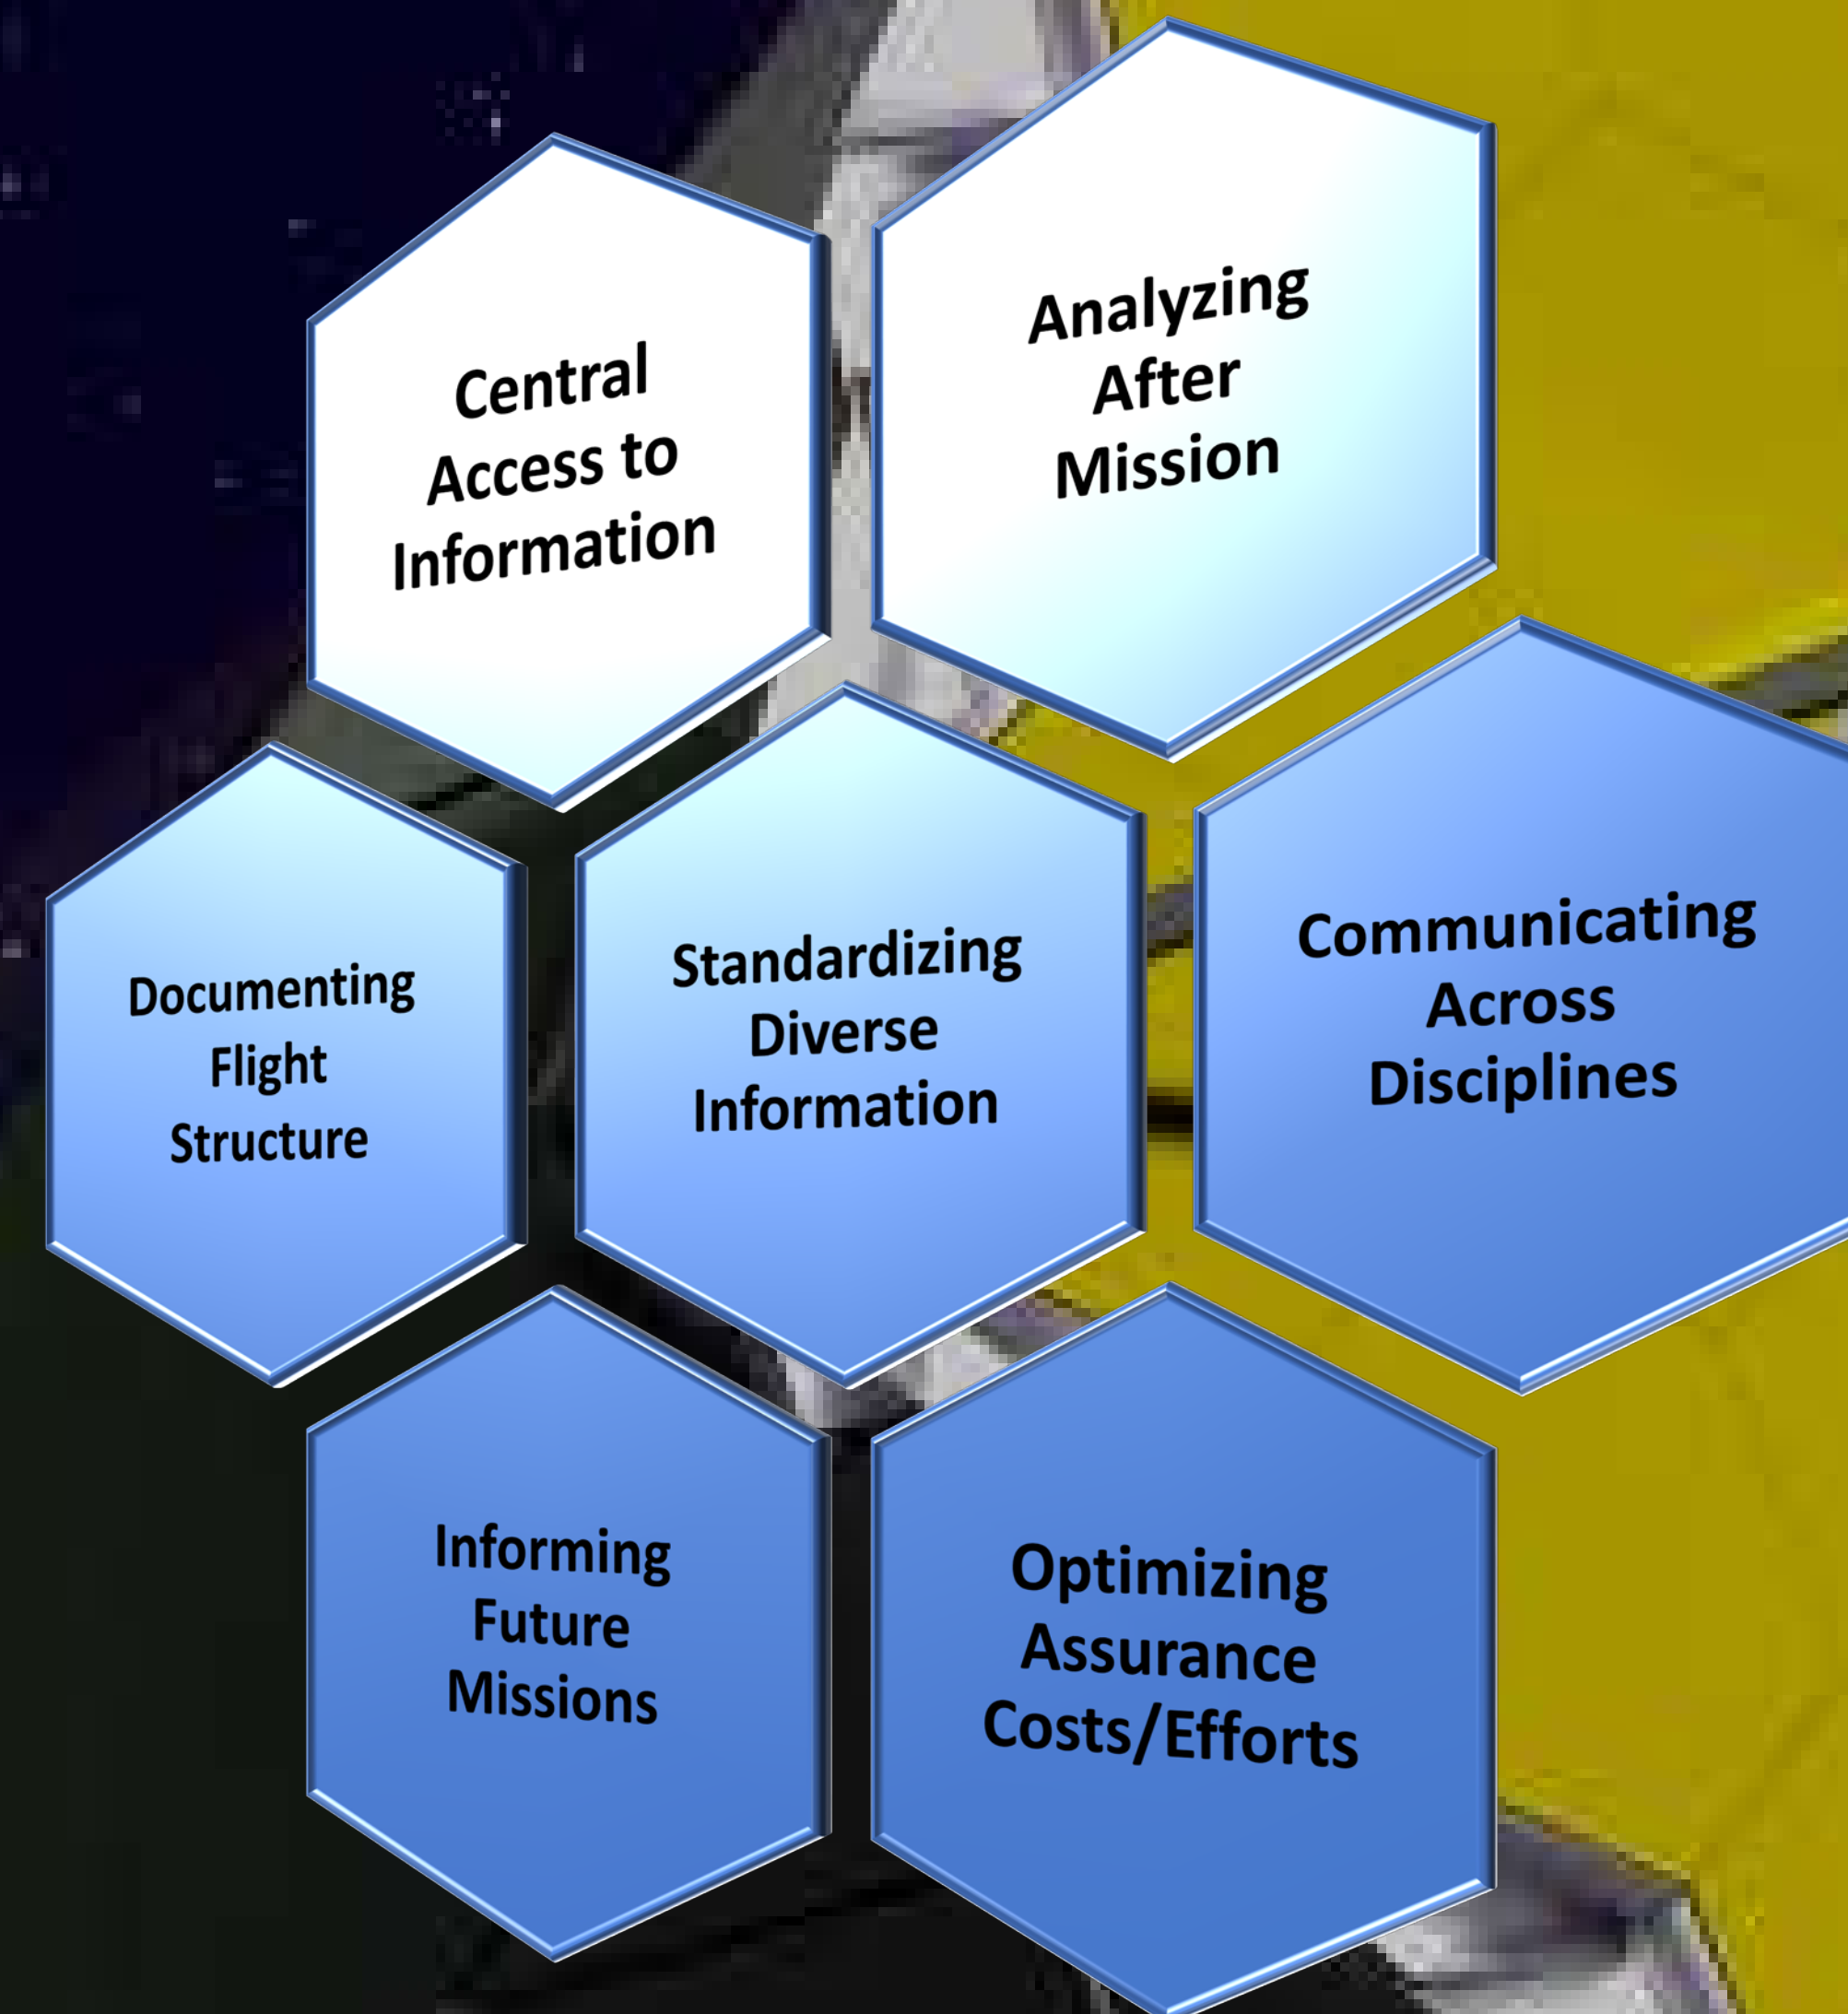 Central
Access to
Information
Analyzing
After
Mission
Documenting
Flight
Structure
Standardizing
Diverse
Information
Communicating
Across
Disciplines
Informing
Future
Missions
Optimizing
Assurance
Costs/Efforts